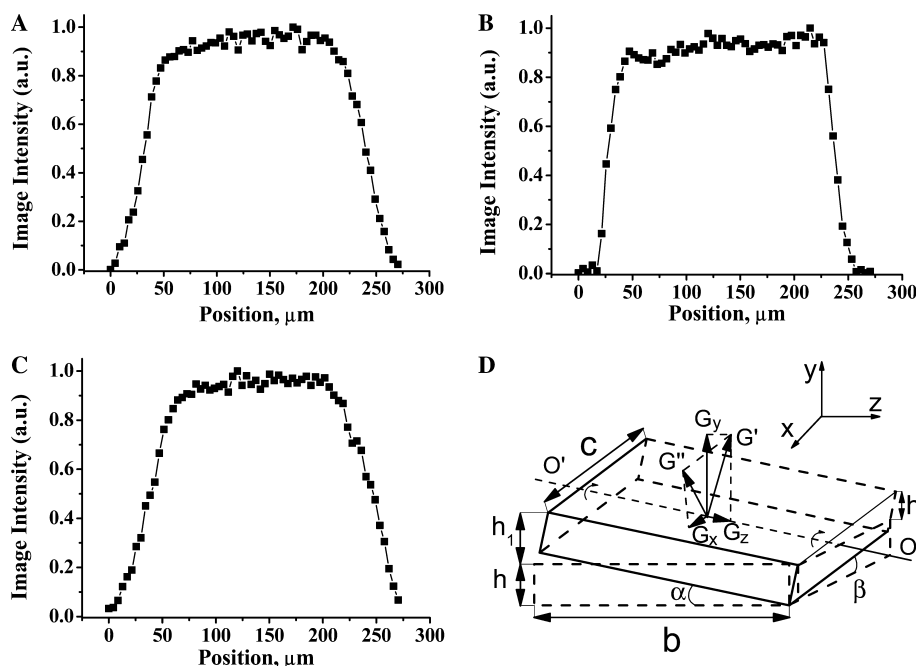 A
Image Intensity (a.u.)
1.0
0.8
0.6
0.4
0.2
0.0
0 50 100 150 200 250 300
Position, μm
B
Image Intensity (a.u.)
1.0
0.8
0.6
0.4
0.2
0.0
0 50 100 150 200 250 300
Position, μm
C
Image Intensity (a.u.)
1.0
0.8
0.6
0.4
0.2
0.0
0 50 100 150 200 250 300
Position, μm
D
y
z
x
Gy
G'
C
G"
O'
h
h1
Gx
Gz
O
h
α
β
b